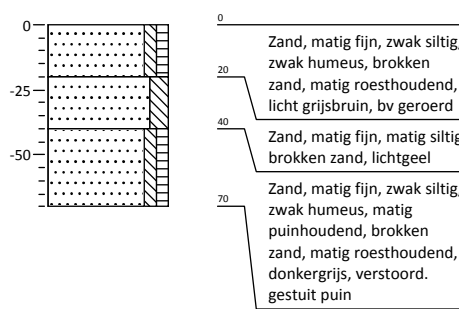 0
-25
-50
0
Zand, matig fijn, zwak siltig,
zwak humeus, brokken
20
zand, matig roesthoudend,
licht grijsbruin, bv geroerd
40
Zand, matig fijn, matig siltig
brokken zand, lichtgeel
70
Zand, matig fijn, zwak siltig,
zwak humeus, matig
puinhoudend, brokken
zand, matig roesthoudend,
donkergrijs, verstoord.
gestuit puin